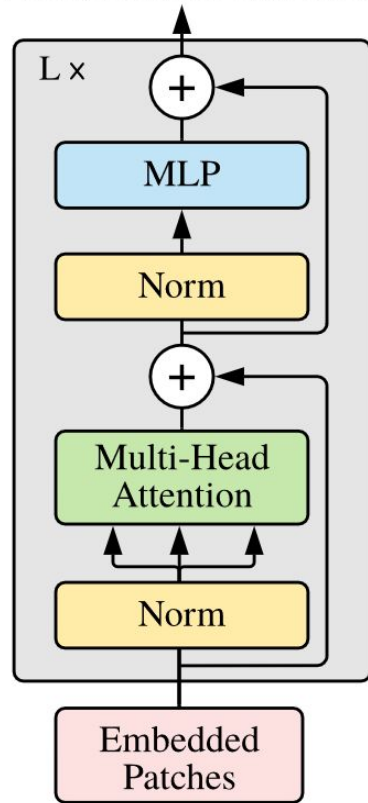 L ×
+
MLP
Norm
+
Multi-Head
Attention
Norm
Embedded
Patches